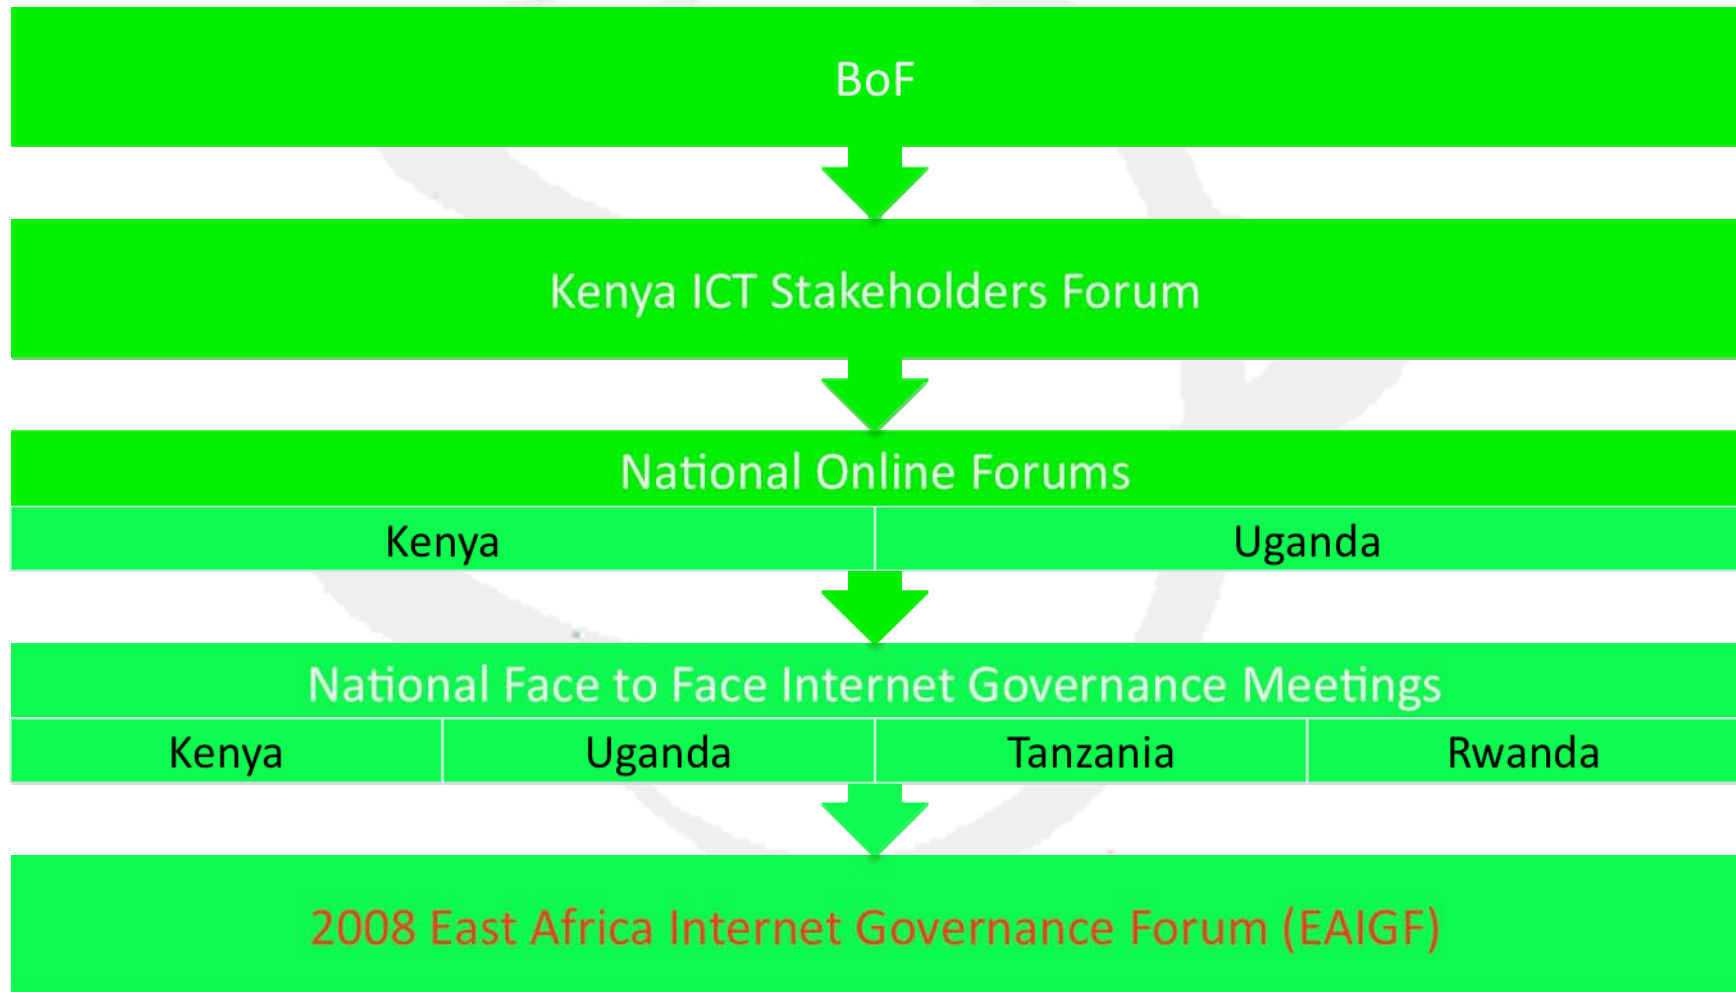 BoF
Kenya ICT Stakeholders Forum
National Online Forums
Kenya Uganda
National Face to Face Internet Governance Meetings
Kenya Uganda Tanzania Rwanda
2008 East Africa Internet Governance Forum (EAIGF)